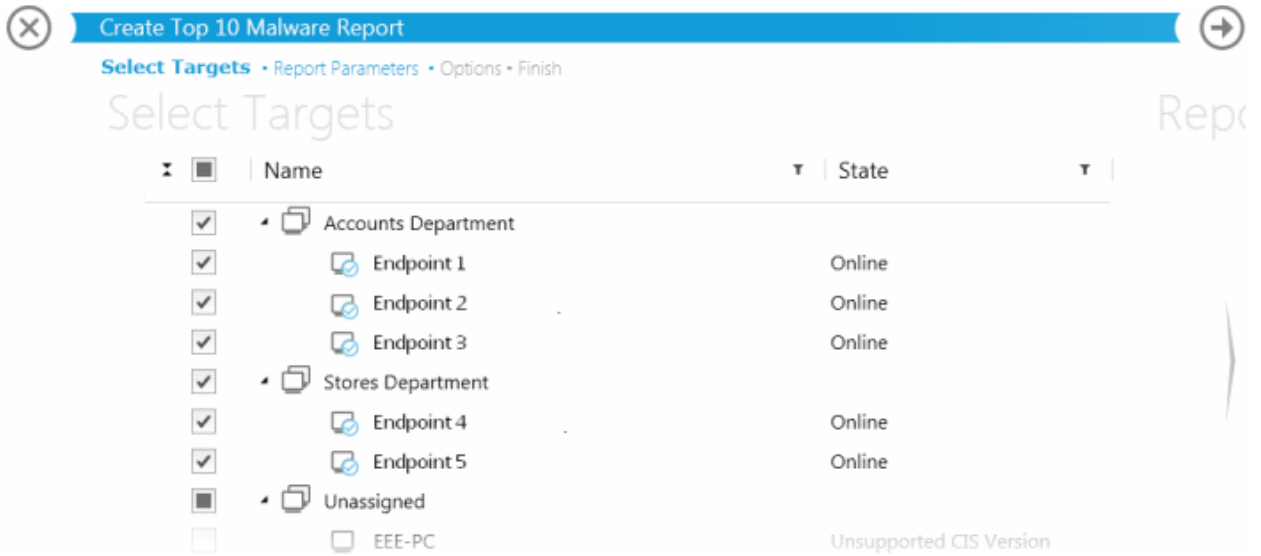 Create Top 10 Malware Report
Select Targets • Report Parameters • Options • Finish
Select Targets
Repo
Name State
Accounts Department
Endpoint 1 Online
Endpoint 2 Online
Endpoint 3 Online
Stores Department
Endpoint 4 Online
Endpoint 5 Online
Unassigned
EEE-PC Unsupported CIS Version